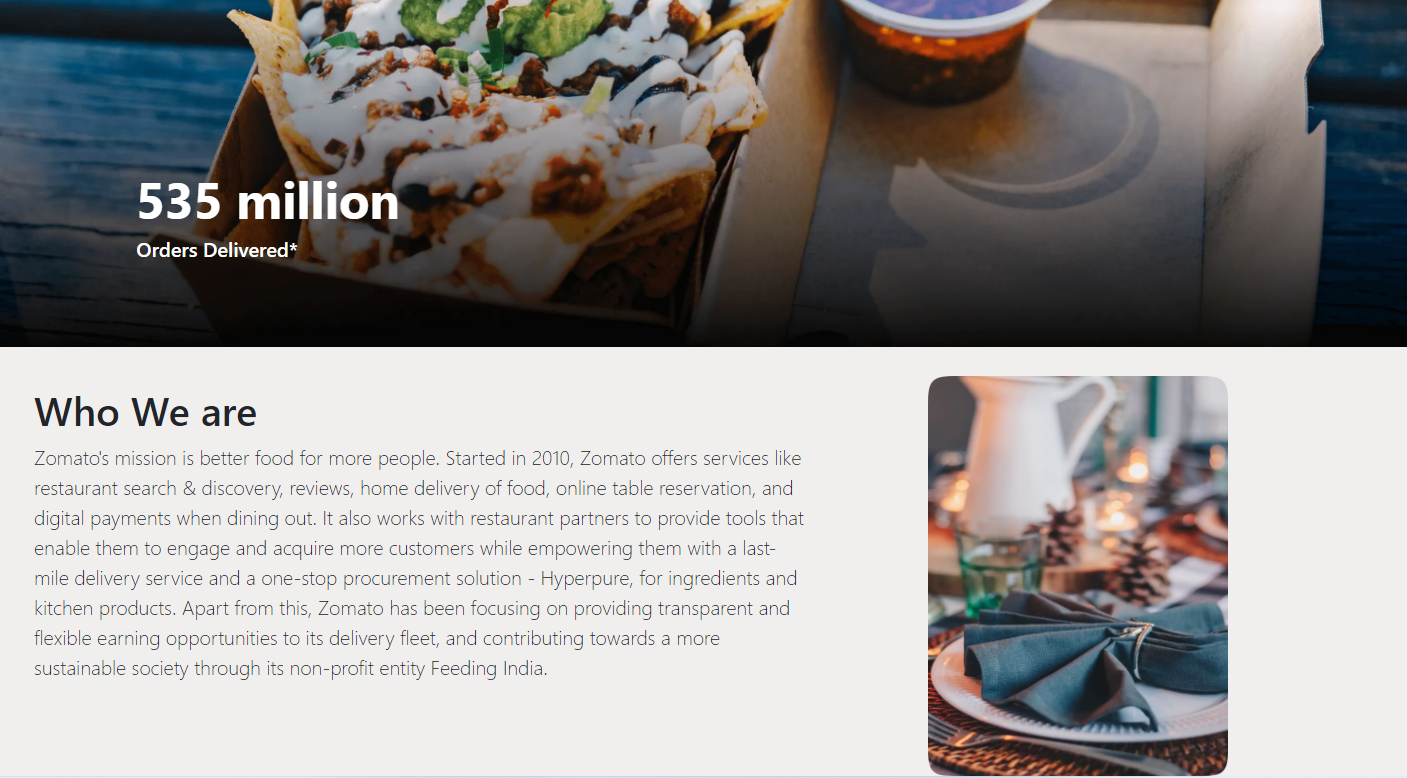 535 million
Orders Delivered*
Who We are
Zomato's mission is better food for more people. Started in 2010, Zomato offers services like
restaurant search & discovery, reviews, home delivery of food, online table reservation, and
digital payments when dining out. It also works with restaurant partners to provide tools that
enable them to engage and acquire more customers while empowering them with a last-
mile delivery service and a one-stop procurement solution - Hyperpure, for ingredients and
kitchen products. Apart from this, Zomato has been focusing on providing transparent and
flexible earning opportunities to its delivery fleet, and contributing towards a more
sustainable society through its non-profit entity Feeding India.